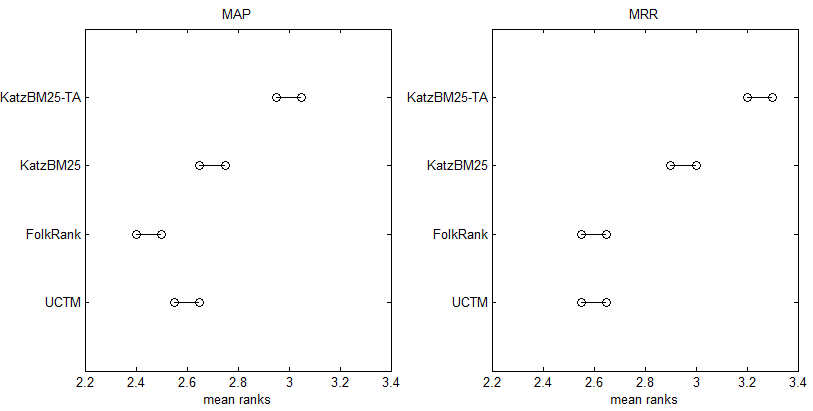 MAP
KatzBM25-TA
KatzBM25
FolkRank
UCTM
2.2 2.4 2.6 2.8 3 3.2 3.4
mean ranks
MRR
KatzBM25-TA
KatzBM25
FolkRank
UCTM
2.2 2.4 2.6 2.8 3 3.2 3.4
mean ranks